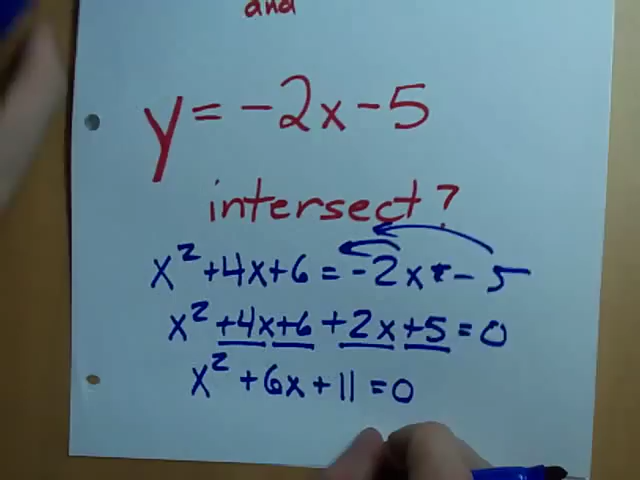 and
y = -2x - 5
intersect?
x² + 4x + 6 = -2x - 5
x² + 4x + 6 + 2x + 5 = 0
x² + 6x + 11 = 0